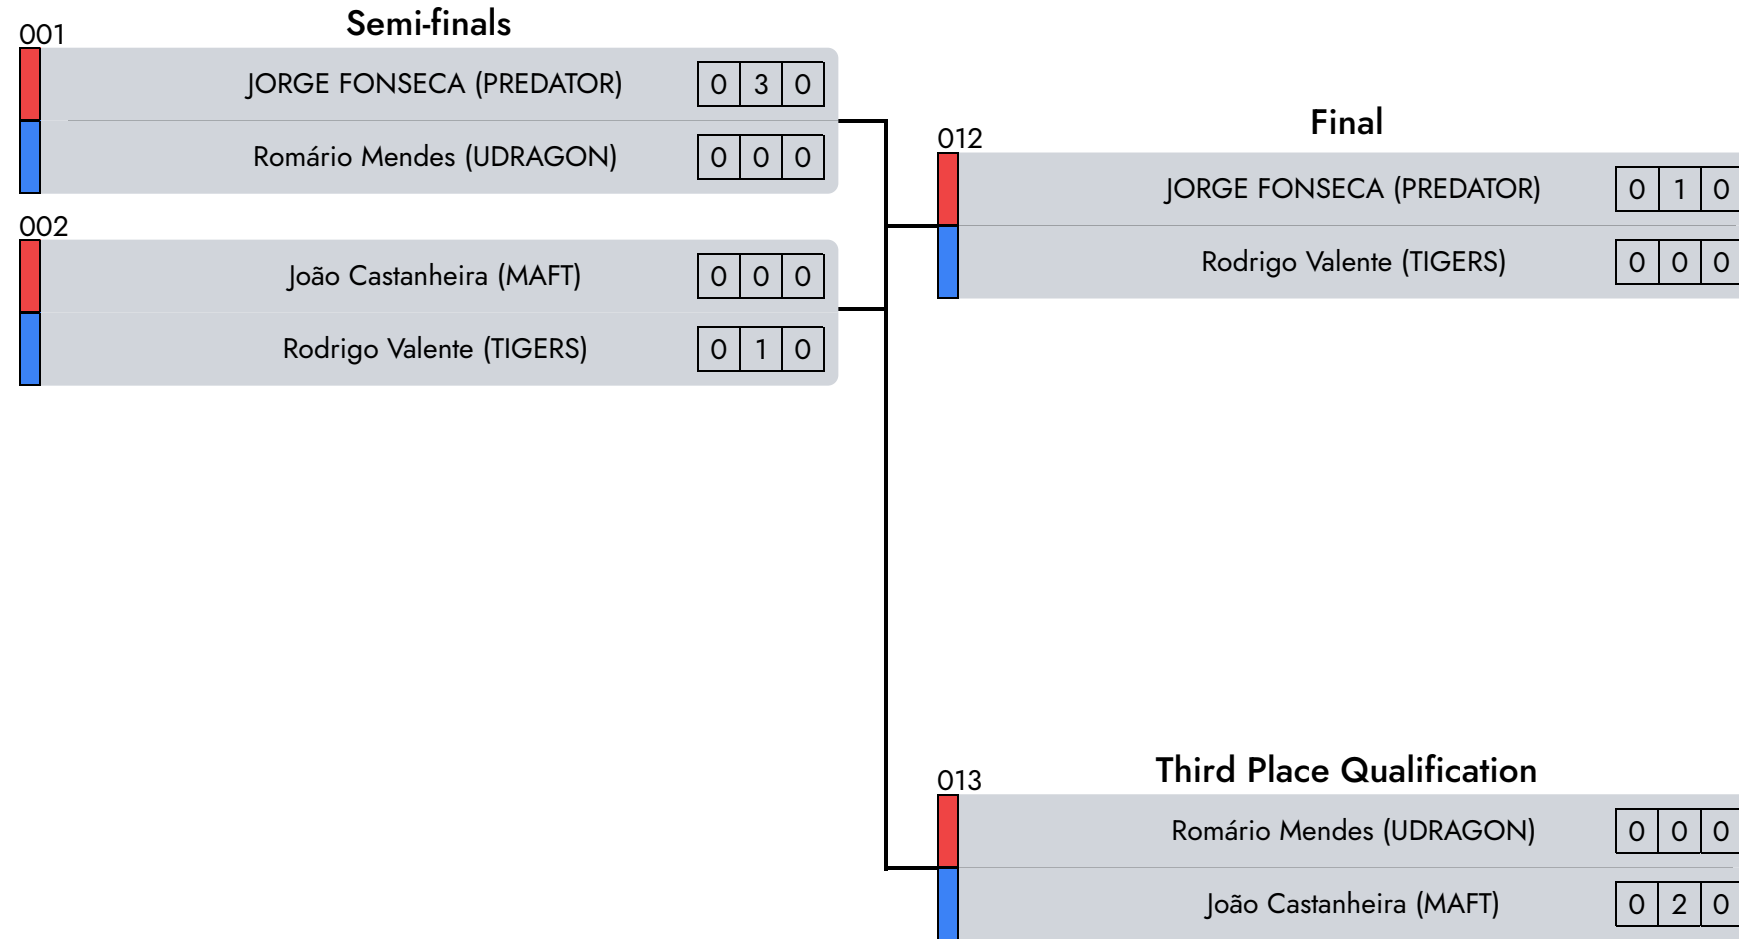 Semi-finals
001
JORGE FONSECA (PREDATOR) 0 3 0
Romário Mendes (UDRAGON) 0 0 0
002
João Castanheira (MAFT) 0 0 0
Rodrigo Valente (TIGERS) 0 1 0
Final
012
JORGE FONSECA (PREDATOR) 0 1 0
Rodrigo Valente (TIGERS) 0 0 0
Third Place Qualification
013
Romário Mendes (UDRAGON) 0 0 0
João Castanheira (MAFT) 0 2 0